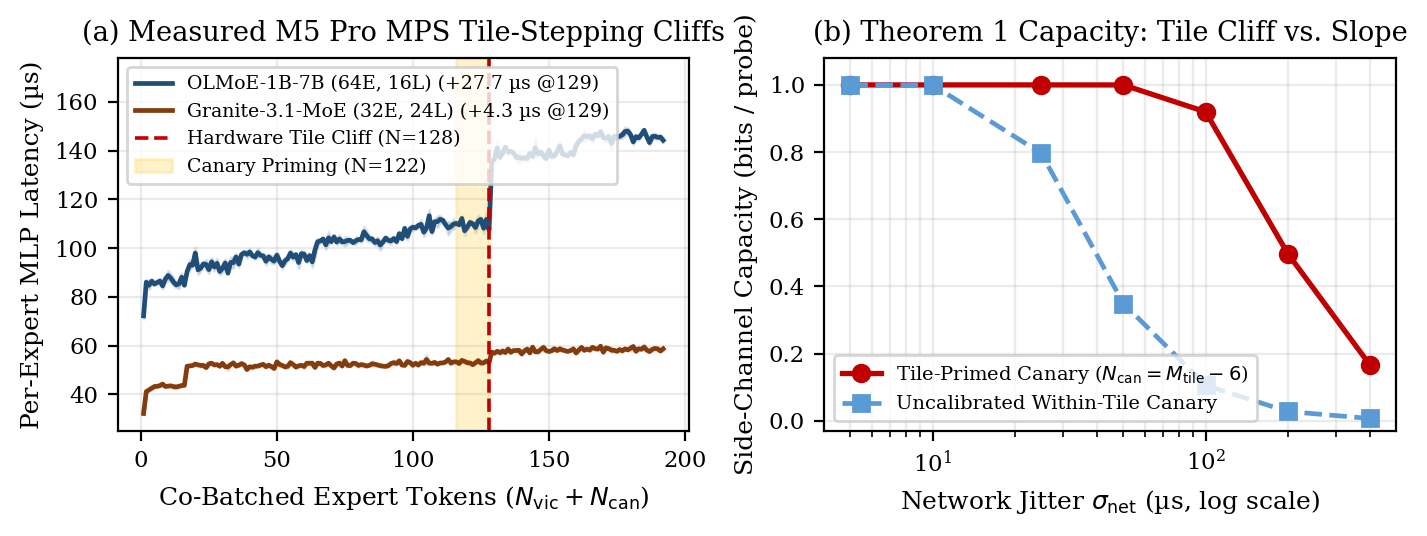 (a) Measured M5 Pro MPS Tile-Stepping Cliffs
Per-Expert MLP Latency (µs)
160
140
120
100
80
60
40
OLMoE-1B-7B (64E, 16L) (+27.7 µs @129)
Granite-3.1-MoE (32E, 24L) (+4.3 µs @129)
Hardware Tile Cliff (N=128)
Canary Priming (N=122)
0 50 100 150 200
Co-Batched Expert Tokens (N_vic + N_can)
(b) Theorem 1 Capacity: Tile Cliff vs. Slope
Side-Channel Capacity (bits / probe)
1.0
0.8
0.6
0.4
0.2
0.0
Tile-Primed Canary (N_can = M_tile − 6)
Uncalibrated Within-Tile Canary
10¹ 10²
Network Jitter σ_net (µs, log scale)